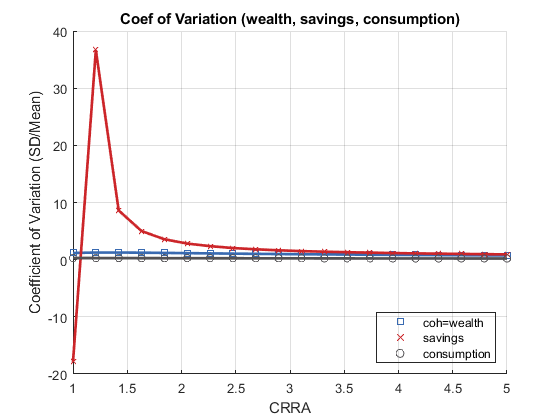 Coef of Variation (wealth, savings, consumption)
Coefficient of Variation (SD/Mean)
40
30
20
10
0
-10
-20
1
1.5
2
2.5
3
3.5
4
4.5
5
CRRA
coh=wealth
savings
consumption